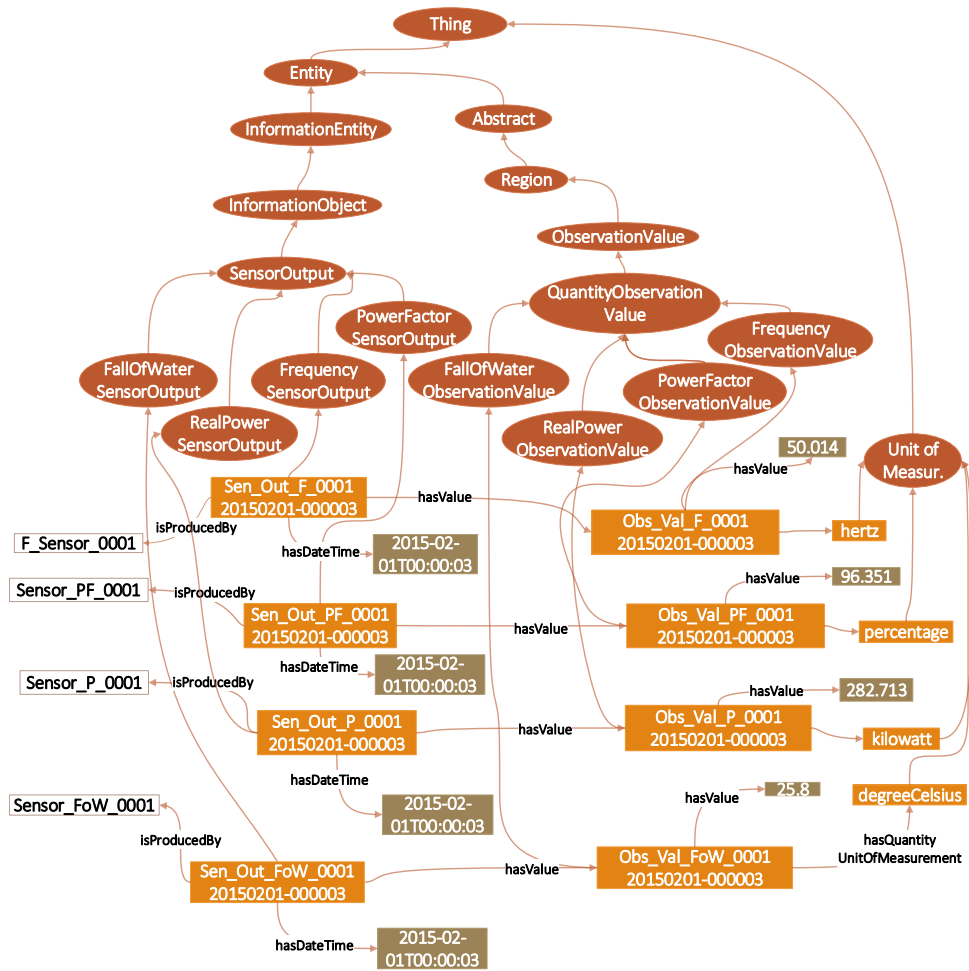 Thing
Entity
Abstract
InformationEntity
Region
InformationObject
ObservationValue
SensorOutput
QuantityObservation
Value
PowerFactor
SensorOutput
Frequency
ObservationValue
FallOfWater
SensorOutput
Frequency
SensorOutput
FallOfWater
ObservationValue
PowerFactor
ObservationValue
RealPower
SensorOutput
RealPower
ObservationValue
Unit of
Measur.
50.014
hasValue
Sen_Out_F_0001
20150201-000003
hasValue
isProducedBy
Obs_Val_F_0001
20150201-000003
hertz
F_Sensor_0001
hasDateTime
2015-02-
01T00:00:03
hasValue
96.351
Sensor_PF_0001
isProducedBy
Sen_Out_PF_0001
20150201-000003
hasValue
Obs_Val_PF_0001
20150201-000003
percentage
hasDateTime
2015-02-
01T00:00:03
Sensor_P_0001
isProducedBy
hasValue
282.713
Sen_Out_P_0001
20150201-000003
hasValue
Obs_Val_P_0001
20150201-000003
kilowatt
hasDateTime
2015-02-
01T00:00:03
hasValue
25.8
degreeCelsius
Sensor_FoW_0001
isProducedBy
hasQuantity
UnitOfMeasurement
Sen_Out_FoW_0001
20150201-000003
hasValue
Obs_Val_FoW_0001
20150201-000003
hasDateTime
2015-02-
01T00:00:03